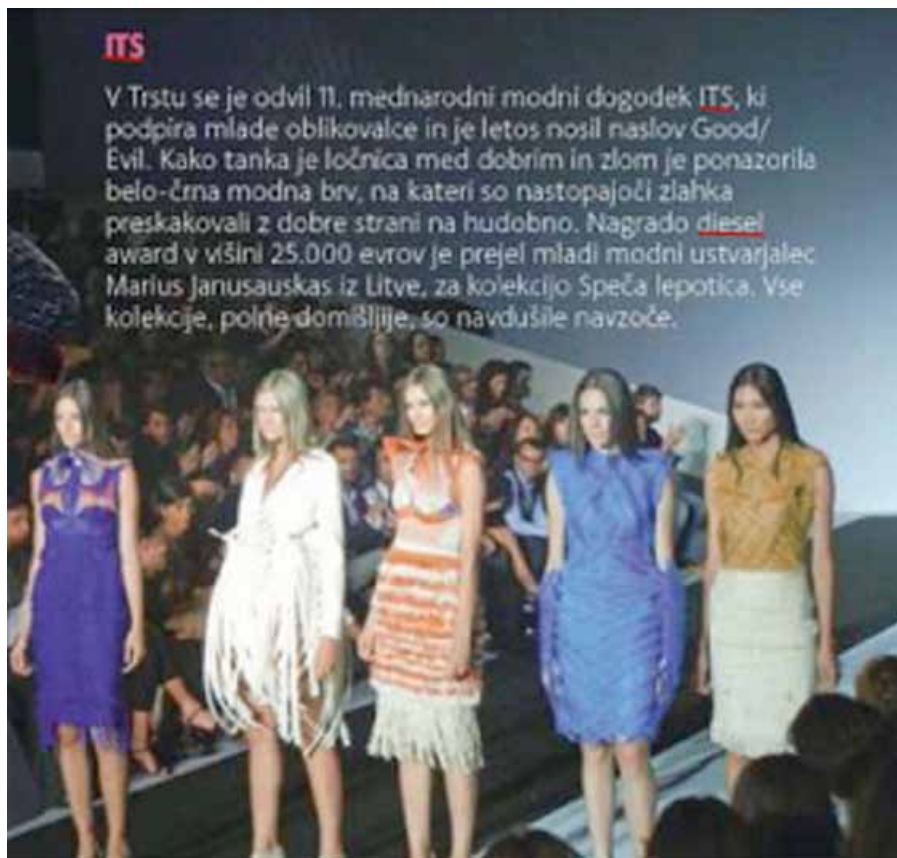 ITS
V Trstu se je odvil 11. mednarodni modni dogodek ITS, ki
podpira mlade oblikovalce in je letos nosil naslov Good/
Evil. Kako tanka je ločnica med dobrim in zlom je ponazorila
belo-črna modna brv, na kateri so nastopajoči zlahka
preskakovali z dobre strani na hudobno. Nagrado diesel
award v višini 25.000 evrov je prejel mladi modni ustvarjalec
Marius Janusauskas iz Litve, za kolekcijo Speča lepotica. Vse
kolekcije, polne domišljije, so navdušile navzoče.